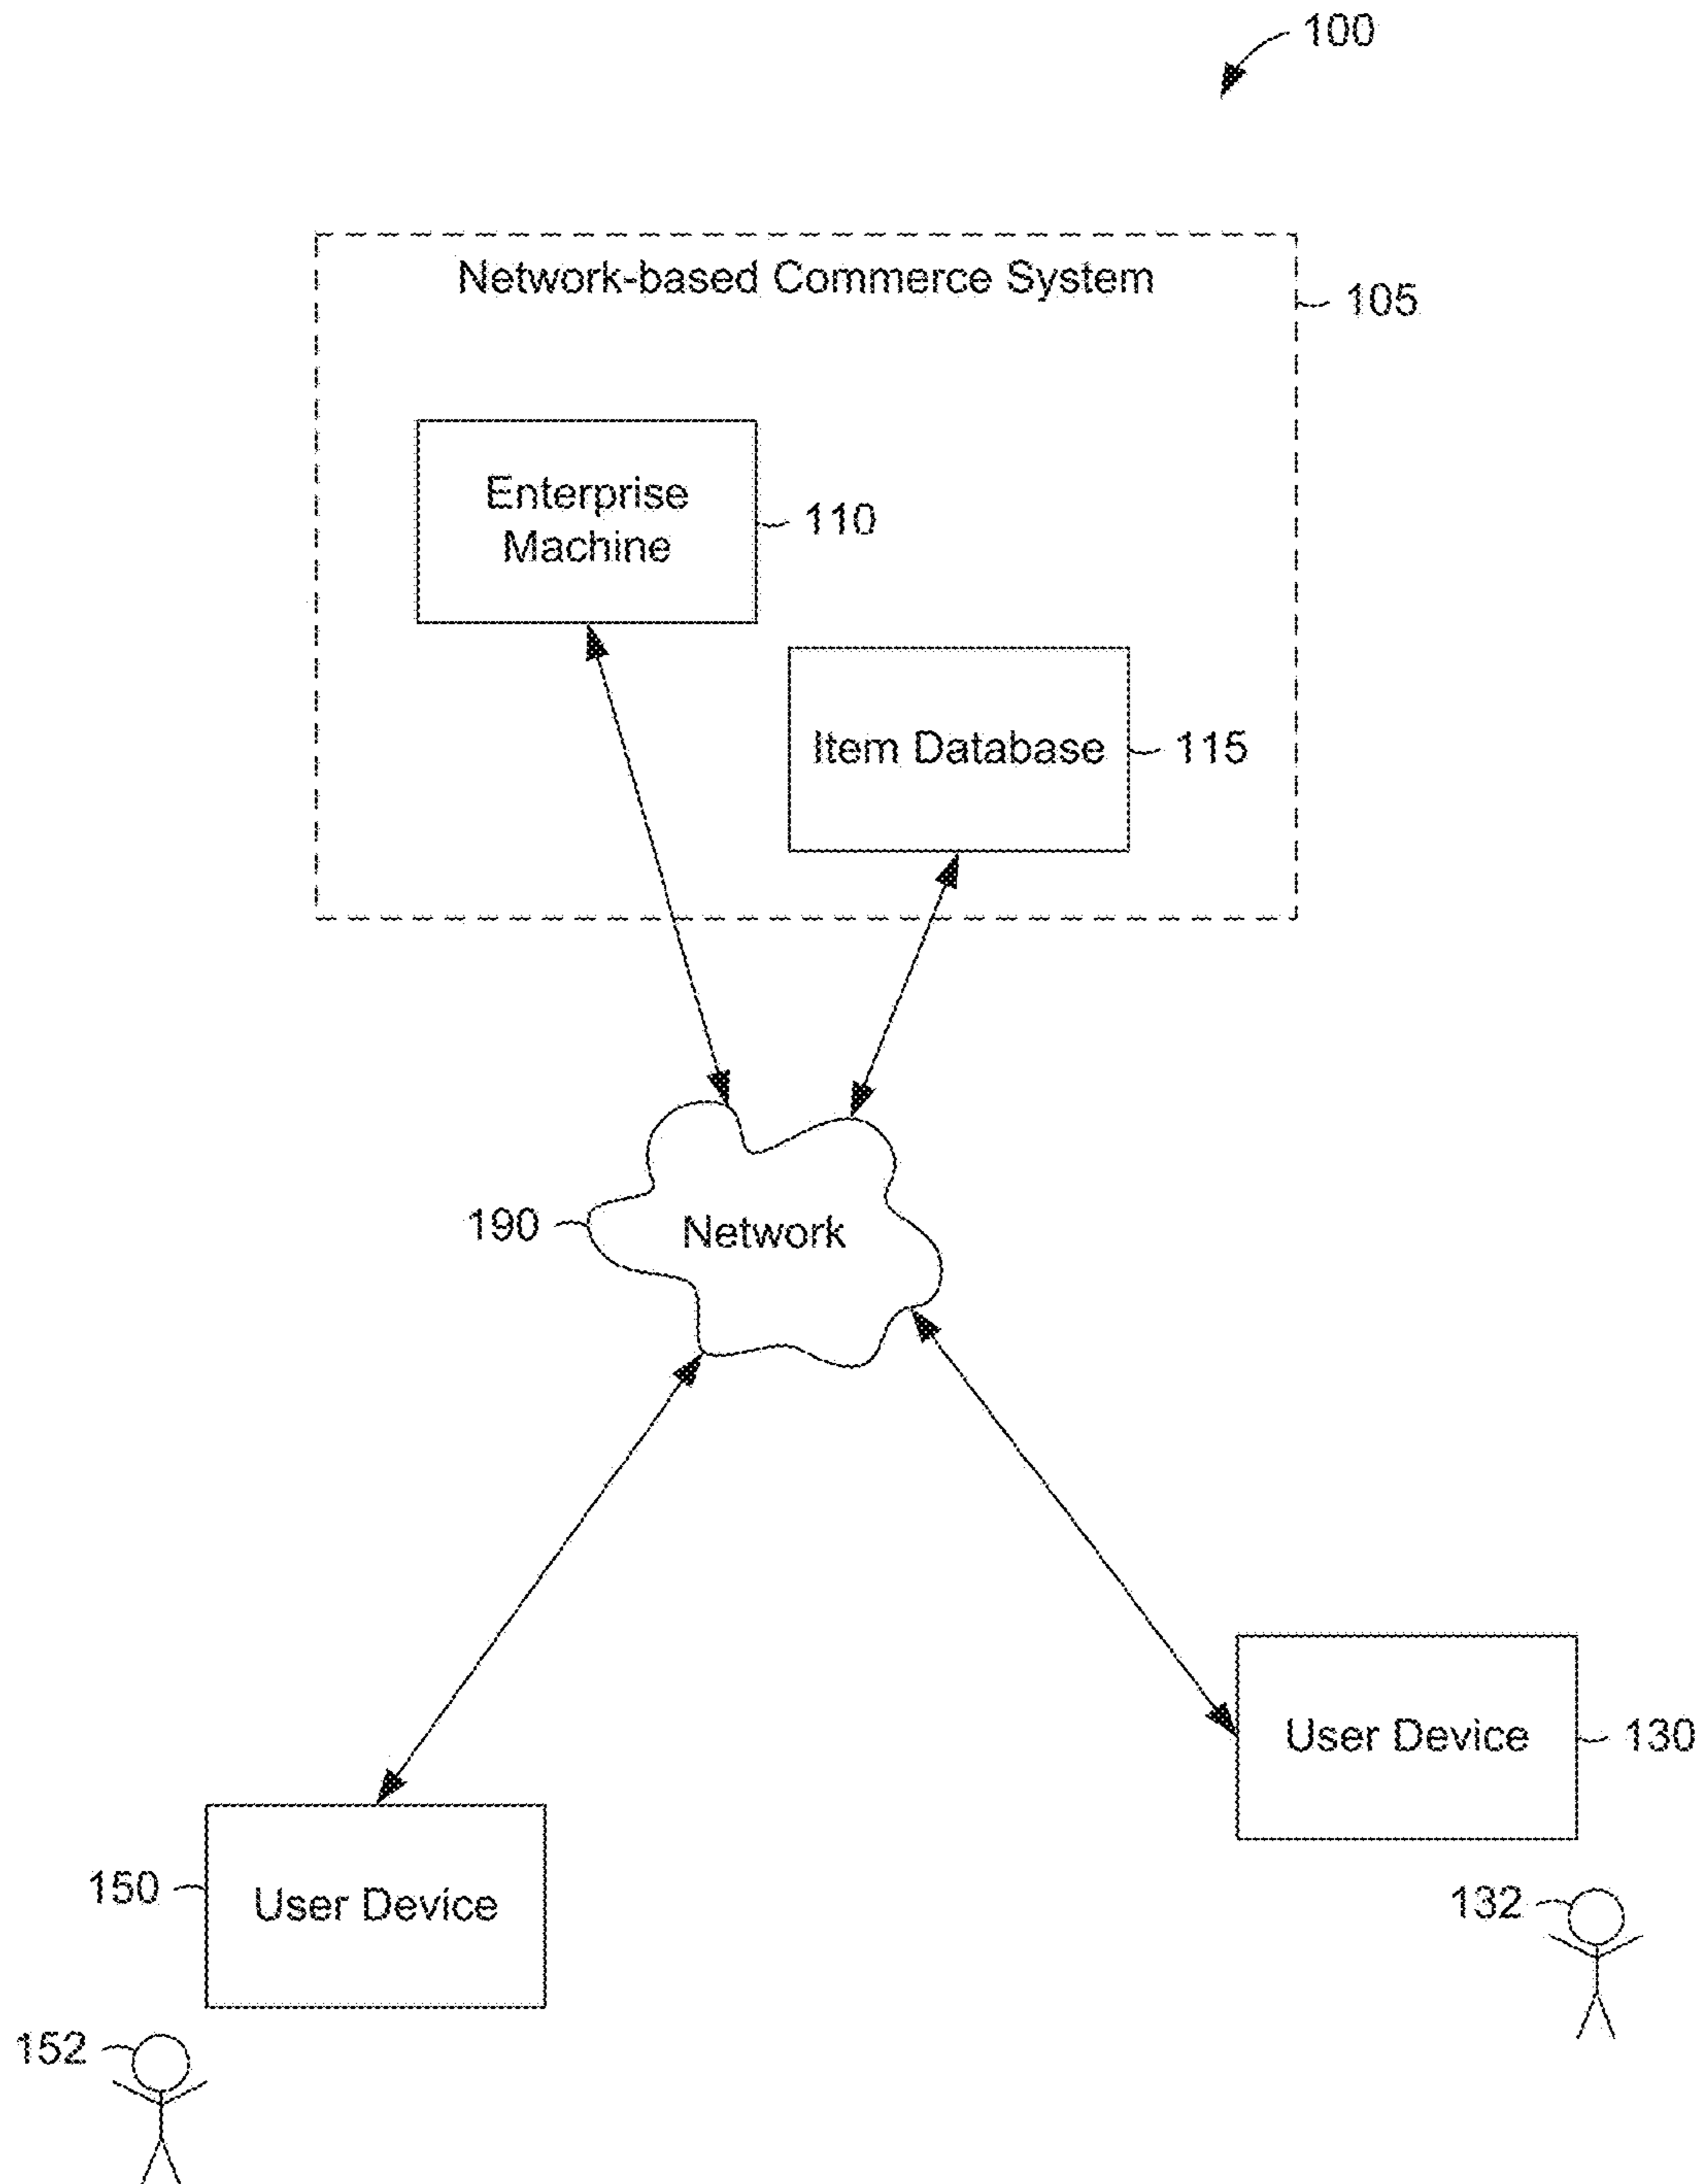 100
Network-based Commerce System
105
Enterprise
Machine
110
Item Database
115
190
Network
User Device
130
150
User Device
132
152